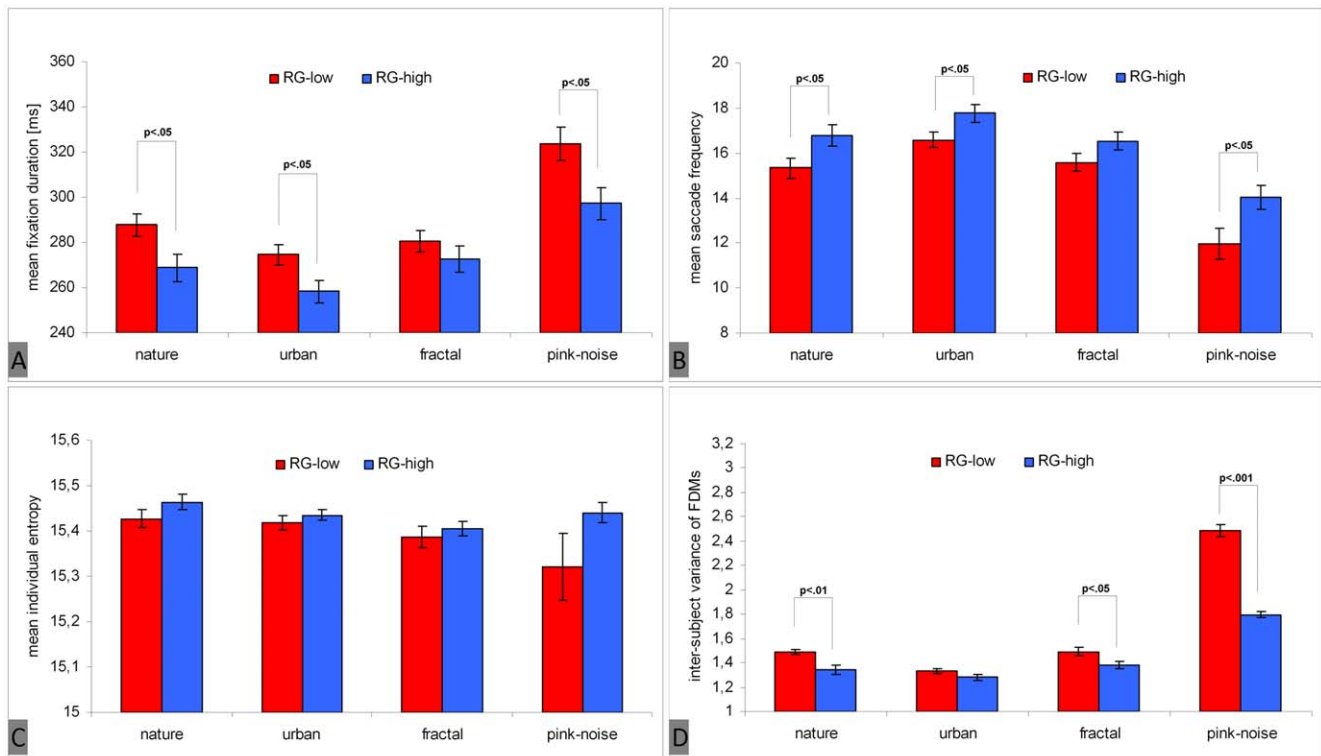 360
340
320
300
280
260
240
mean fixation duration [ms]
RG-low RG-high
p<.05
p<.05
p<.05
nature urban fractal pink-noise
A
20
18
16
14
12
10
8
mean saccade frequency
RG-low RG-high
p<.05
p<.05
p<.05
nature urban fractal pink-noise
B
15,6
15,5
15,4
15,3
15,2
15,1
15
mean individual entropy
RG-low RG-high
nature urban fractal pink-noise
C
3,2
3
2,8
2,6
2,4
2,2
2
1,8
1,6
1,4
1,2
1
inter-subject variance of FDMs
RG-low RG-high
p<.01
p<.05
p<.001
nature urban fractal pink-noise
D